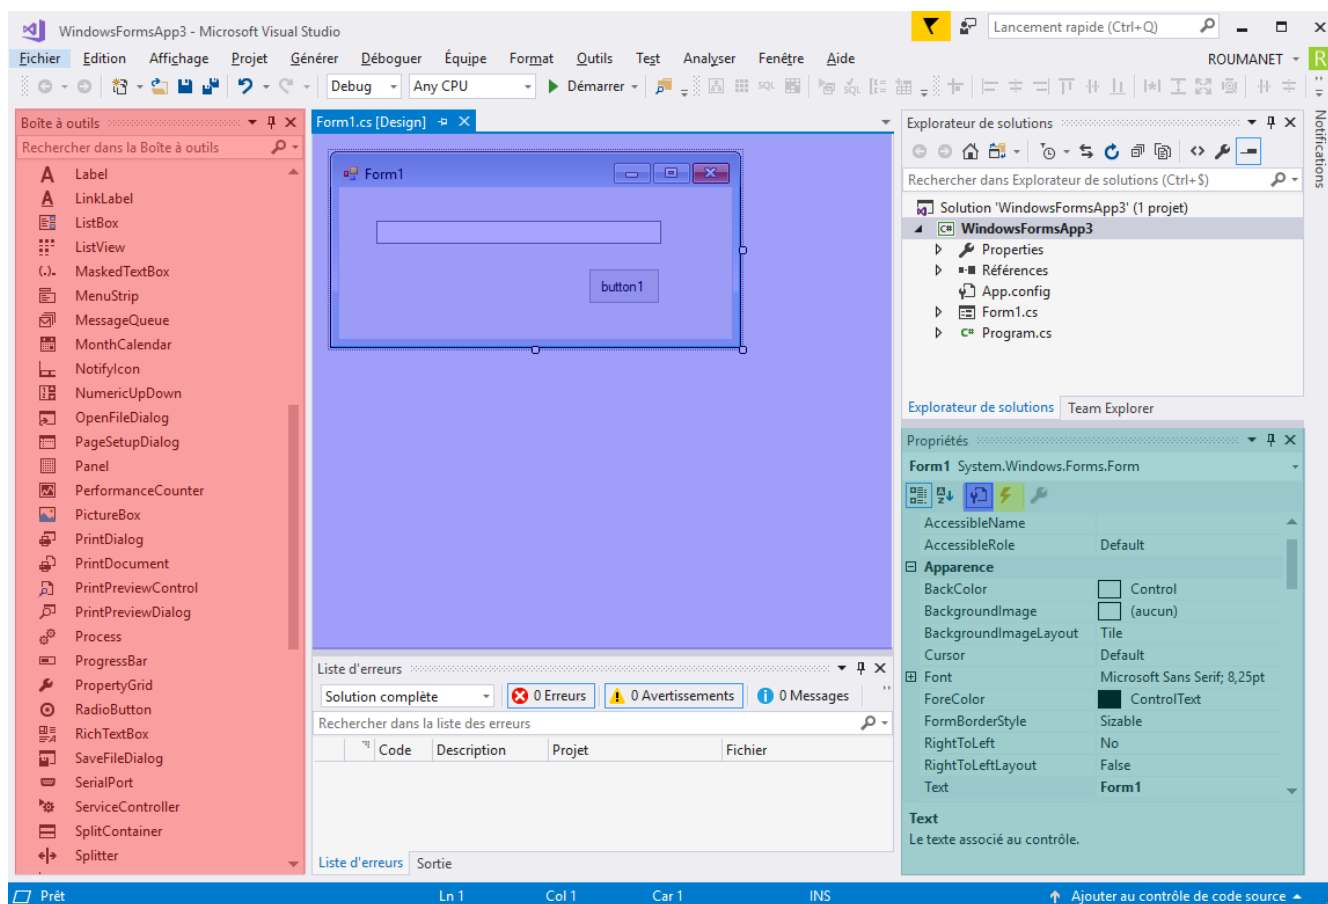 WindowsFormsApp3 - Microsoft Visual Studio
Lancement rapide (Ctrl+Q)
Fichier Edition Affichage Projet Générer Déboguer Équipe Format Outils Test Analyser Fenêtre Aide
ROUMANET R
Debug Any CPU Démarrer
Boîte à outils
Rechercher dans la Boîte à outils
Label
LinkLabel
ListBox
ListView
MaskedTextBox
MenuStrip
MessageQueue
MonthCalendar
NotifyIcon
NumericUpDown
OpenFileDialog
PageSetupDialog
Panel
PerformanceCounter
PictureBox
PrintDialog
PrintDocument
PrintPreviewControl
PrintPreviewDialog
Process
ProgressBar
PropertyGrid
RadioButton
RichTextBox
SaveFileDialog
SerialPort
ServiceController
SplitContainer
Splitter
Form1.cs [Design]
Form1
button1
Liste d'erreurs
Solution complète 0 Erreurs 0 Avertissements 0 Messages
Rechercher dans la liste des erreurs
Code Description Projet Fichier
Liste d'erreurs Sortie
Explorateur de solutions
Rechercher dans Explorateur de solutions (Ctrl+$)
Solution 'WindowsFormsApp3' (1 projet)
C# WindowsFormsApp3
Properties
Références
App.config
Form1.cs
C# Program.cs
Explorateur de solutions Team Explorer
Propriétés
Form1 System.Windows.Forms.Form
AccessibleName
AccessibleRole Default
Apparence
BackColor Control
BackgroundImage (aucun)
BackgroundImageLayout Tile
Cursor Default
Font Microsoft Sans Serif; 8,25pt
ForeColor ControlText
FormBorderStyle Sizable
RightToLeft No
RightToLeftLayout False
Text Form1
Text
Le texte associé au contrôle.
Notifications
Prêt Ln 1 Col 1 Car 1 INS Ajouter au contrôle de code source